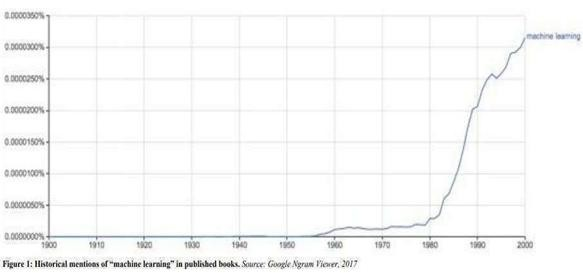 0.0000350%
machine learning
0.0000300%
0.0000250%
0.0000200%
0.0000150%
0.0000100%
0.0000050%
0.0000000%
1900 1910 1920 1930 1940 1950 1960 1970 1980 1990 2000
Figure 1: Historical mentions of “machine learning” in published books. Source: Google Ngram Viewer, 2017